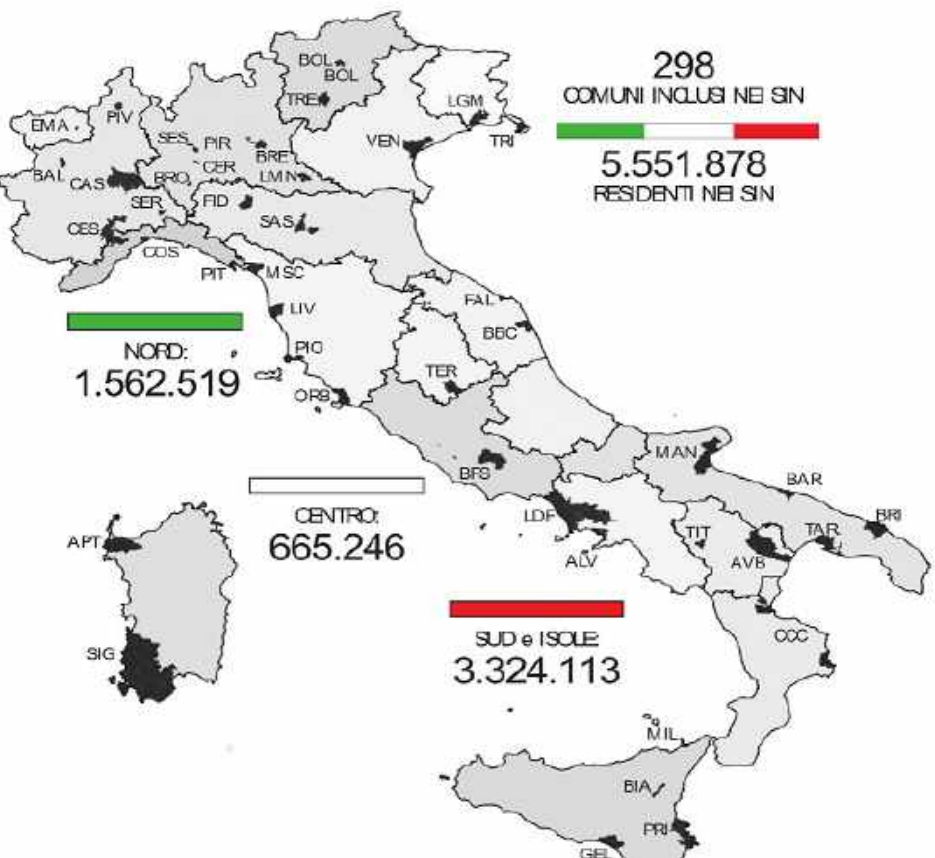 298
COMUNI INCLUSI NEI SIN
5.551.878
RESIDENTI NEI SIN
BOL
BOL
TRE
LGM
TRI
VEN
EMA
PIV
SES
PIR
BRE
CER
LMN
BAL
CAS
BRO
SER
FID
SAS
CES
COS
PIT
MSC
LIV
FAL
BBC
PIO
TER
ORB
NORD:
1.562.519
BFS
MAN
BAR
BRI
TAR
LDF
ALV
TIT
AVB
CENTRO:
665.246
APT
SIG
SUD e ISOLE:
3.324.113
CCC
MIL
BIA
PRI
GEL